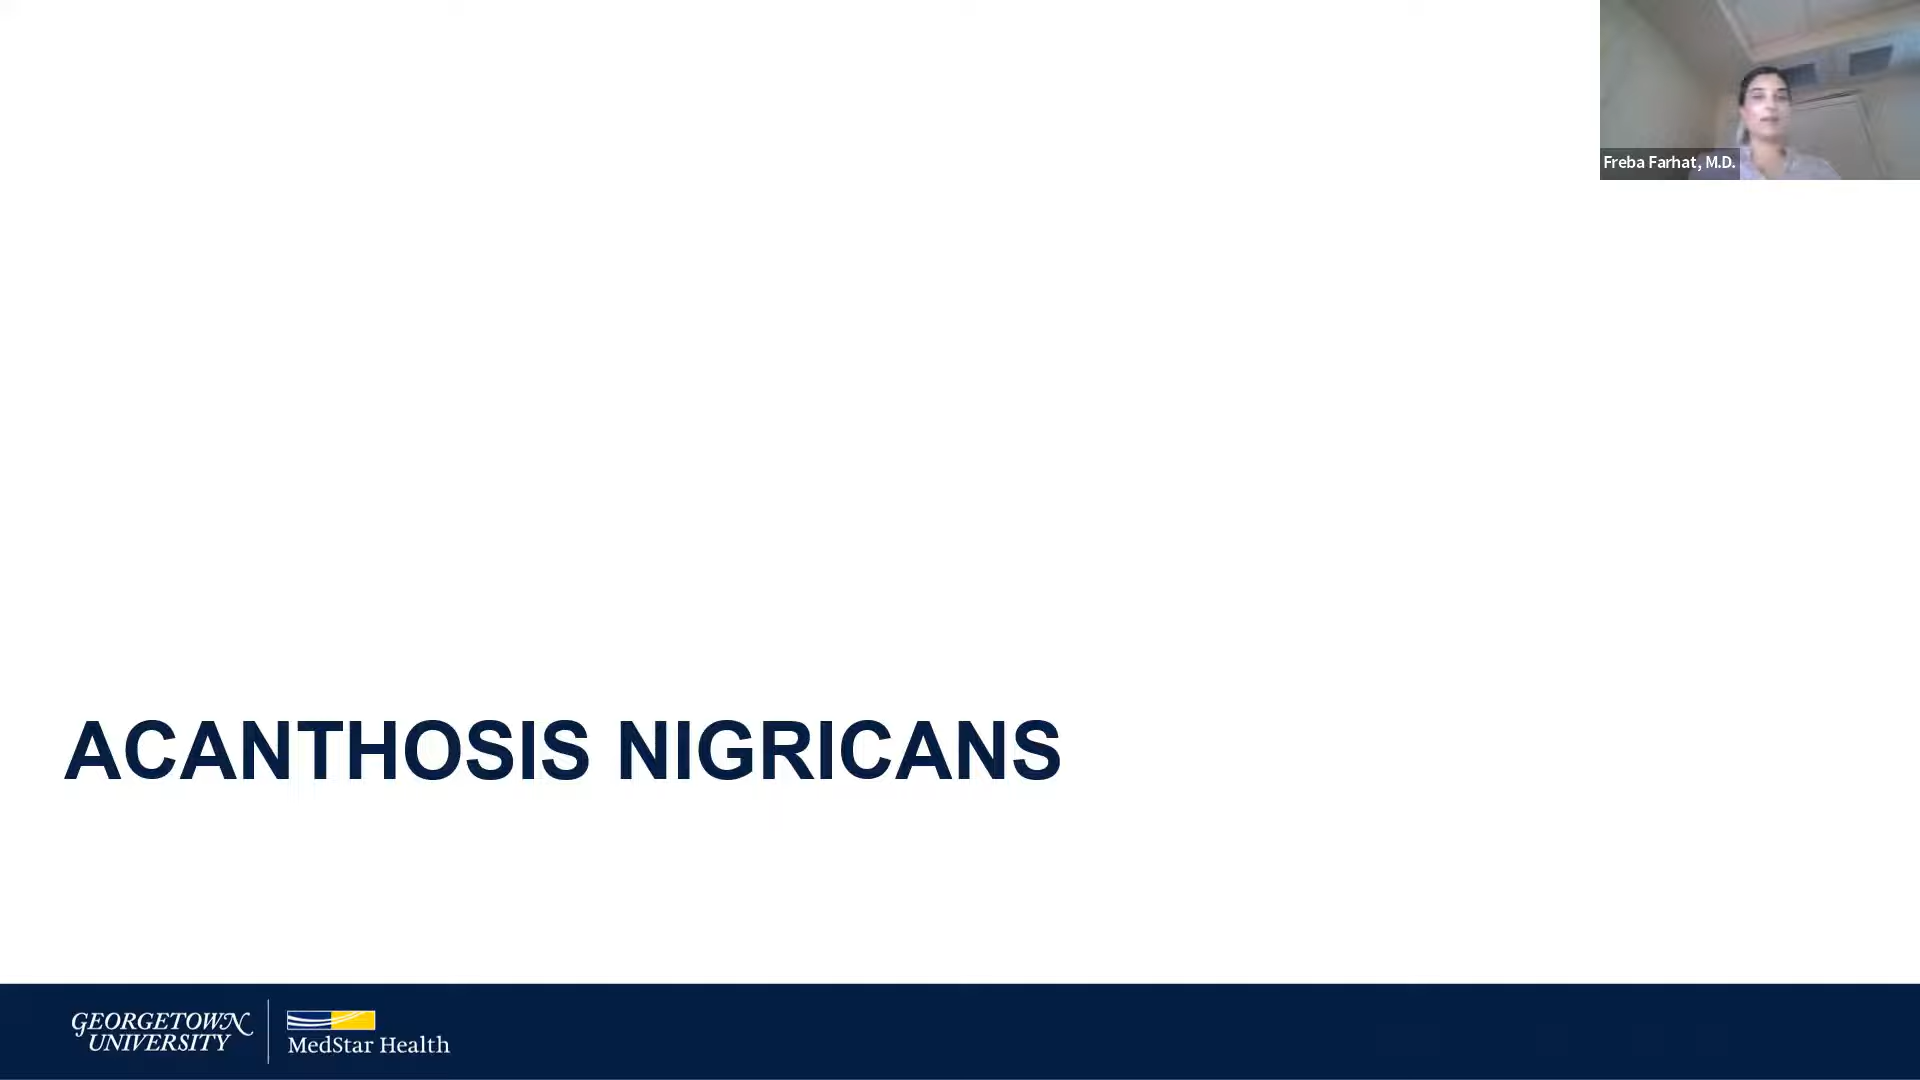 Freba Farhat, M.D.
ACANTHOSIS NIGRICANS
GEORGETOWN
UNIVERSITY
MedStar Health